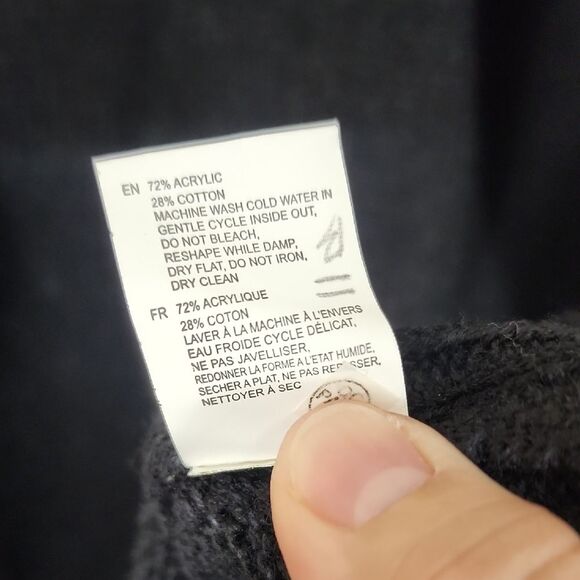 EN 72% ACRYLIC
28% COTTON
MACHINE WASH COLD WATER IN
GENTLE CYCLE INSIDE OUT,
DO NOT BLEACH,
RESHAPE WHILE DAMP,
DRY FLAT, DO NOT IRON,
DRY CLEAN
FR 72% ACRYLIQUE
28% COTON
LAVER À LA MACHINE À L'ENVERS
EAU FROIDE CYCLE DÉLICAT,
NE PAS JAVELLISER,
REDONNER LA FORME A L'ETAT HUMIDE,
SECHER A PLAT, NE PAS
NETTOYER À SEC